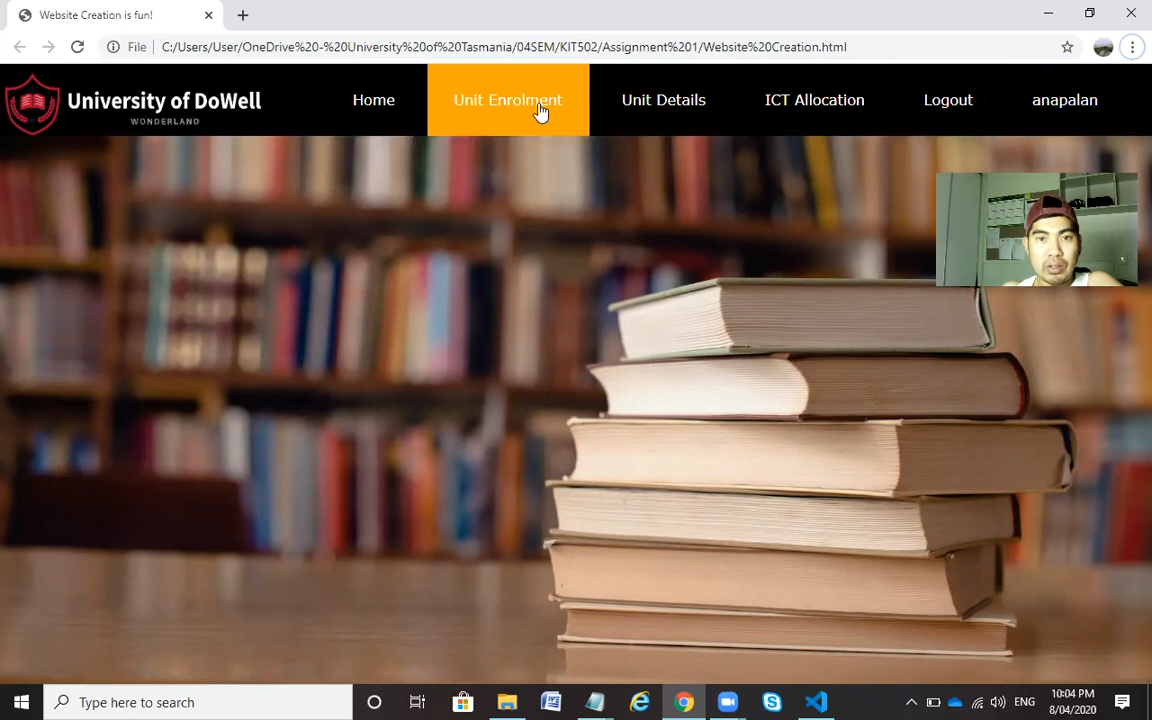 Website Creation is fun!
File
C:/Users/User/OneDrive%20-%20University%20of%20Tasmania/04SEM/KIT502/Assignment%201/Website%20Creation.html
University of DoWell
WONDERLAND
Home
Unit Enrolment
Unit Details
ICT Allocation
Logout
anapalan
Type here to search
ENG
10:04 PM
8/04/2020